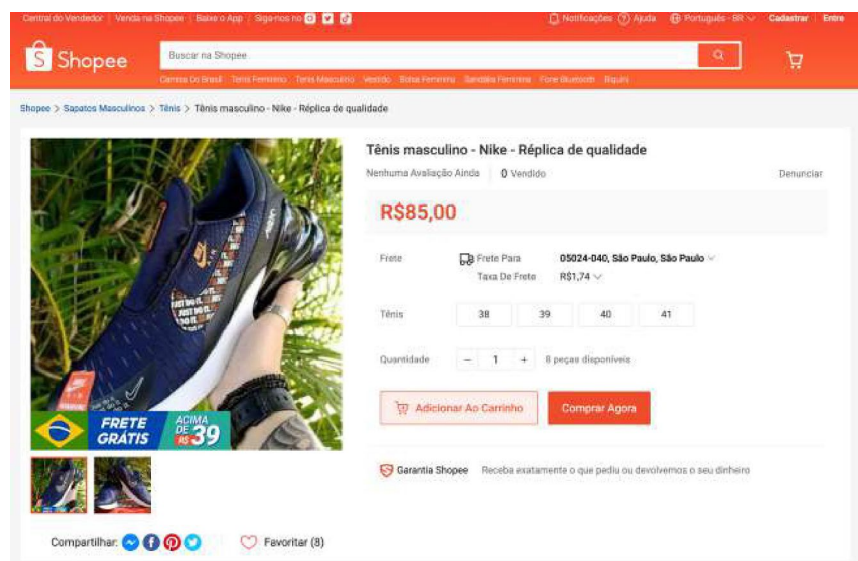 Central do Vendedor | Venda na Shopee | Baixe o App | Siga-nos no
Notificações Ajuda Português - BR Cadastrar | Entre
Shopee
Buscar na Shopee
Camisa Do Brasil Tenis Feminino Tenis Masculino Vestido Bolsa Feminina Sandália Feminina Fone Bluetooth Biquini
Shopee > Sapatos Masculinos > Tênis > Tênis masculino - Nike - Réplica de qualidade
Tênis masculino - Nike - Réplica de qualidade
Nenhuma Avaliação Ainda | 0 Vendido
Denunciar
R$85,00
Frete Frete Para 05024-040, São Paulo, São Paulo
Taxa De Frete R$1,74
Tênis 38 39 40 41
Quantidade − 1 + 8 peças disponíveis
Adicionar Ao Carrinho Comprar Agora
JUST DO IT.
FRETE GRÁTIS
ACIMA DE R$ 39
Garantia Shopee Receba exatamente o que pediu ou devolvemos o seu dinheiro
Compartilhar: Favoritar (8)